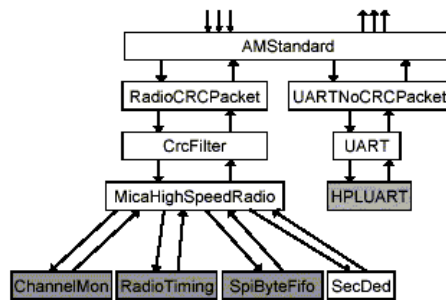 AMStandard
RadioCRCPacket UARTNoCRCPacket
CrcFilter UART
MicaHighSpeedRadio HPLUART
ChannelMon RadioTiming SpiByteFifo SecDed